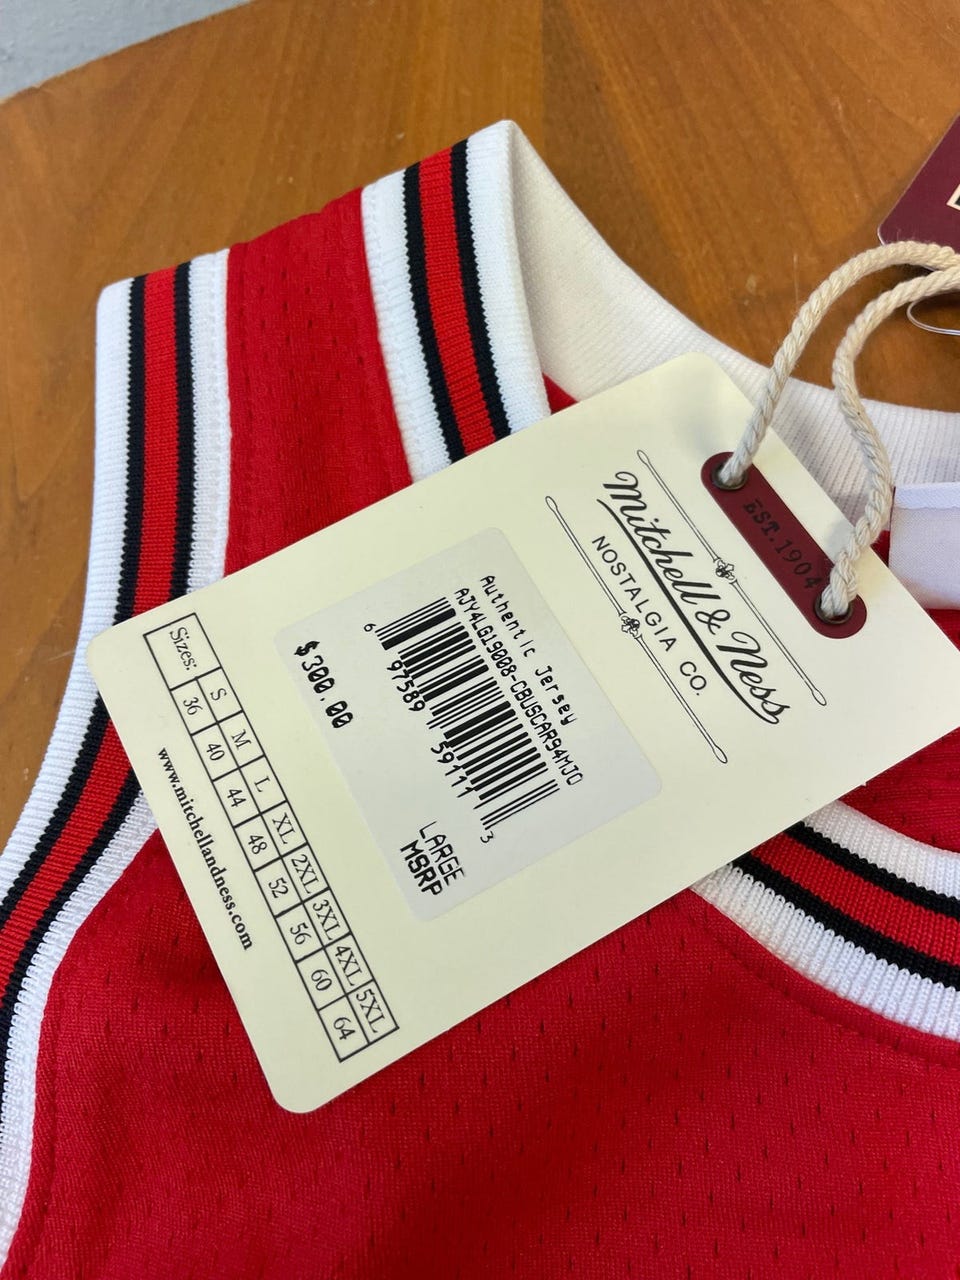 EST. 1904
Mitchell & Ness
NOSTALGIA CO.
Authentic Jersey
AJY4LG19008-CBUSCAR94MJO
6 97589 59111 3
$300.00
LARGE
MSRP
Sizes: S M L XL 2XL 3XL 4XL 5XL
36 40 44 48 52 56 60 64
www.mitchellandness.com